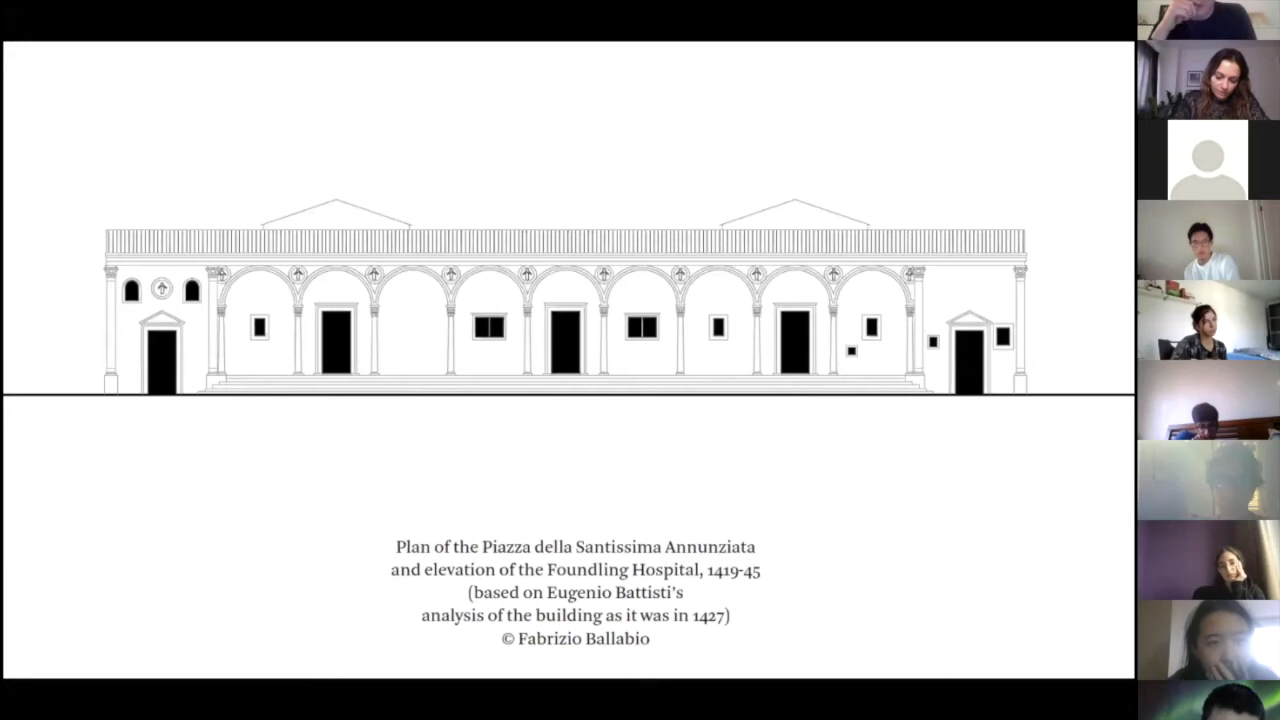 Plan of the Piazza della Santissima Annunziata
and elevation of the Foundling Hospital, 1419-45
(based on Eugenio Battisti’s
analysis of the building as it was in 1427)
© Fabrizio Ballabio